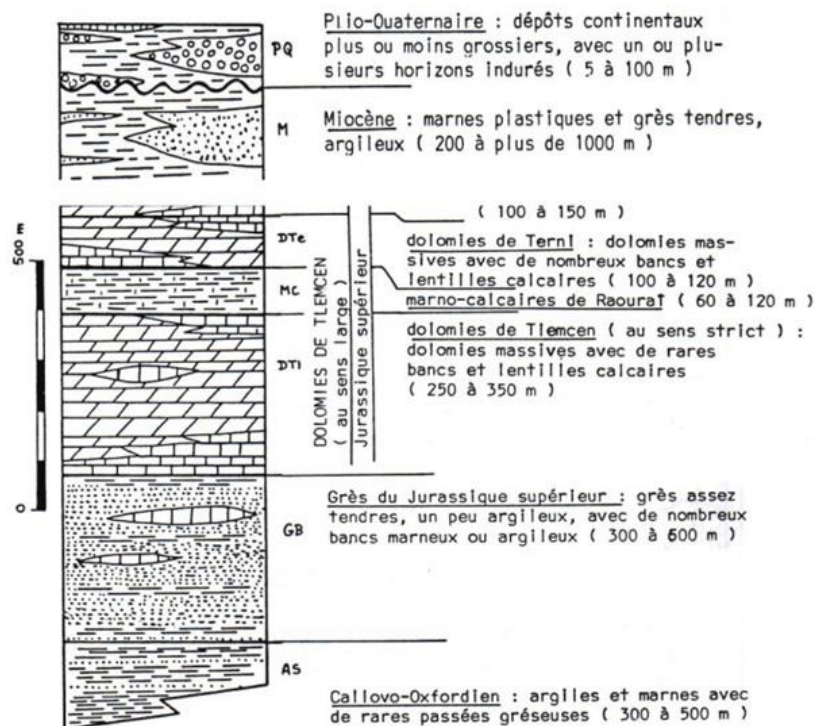 PQ
Plio-Quaternaire : dépôts continentaux
plus ou moins grossiers, avec un ou plu-
sieurs horizons indurés ( 5 à 100 m )
M
Miocène : marnes plastiques et grès tendres,
argileux ( 200 à plus de 1000 m )
E
500
0
DTe
MC
DTl
DOLOMIES DE TLEMCEN
( au sens large )
Jurassique supérieur
( 100 à 150 m )
dolomies de Terni : dolomies mas-
sives avec de nombreux bancs et
lentilles calcaires ( 100 à 120 m )
marno-calcaires de Raouraï ( 60 à 120 m )
dolomies de Tlemcen ( au sens strict ) :
dolomies massives avec de rares
bancs et lentilles calcaires
( 250 à 350 m )
GB
Grès du Jurassique supérieur : grès assez
tendres, un peu argileux, avec de nombreux
bancs marneux ou argileux ( 300 à 600 m )
AS
Callovo-Oxfordien : argiles et marnes avec
de rares passées gréseuses ( 300 à 500 m )